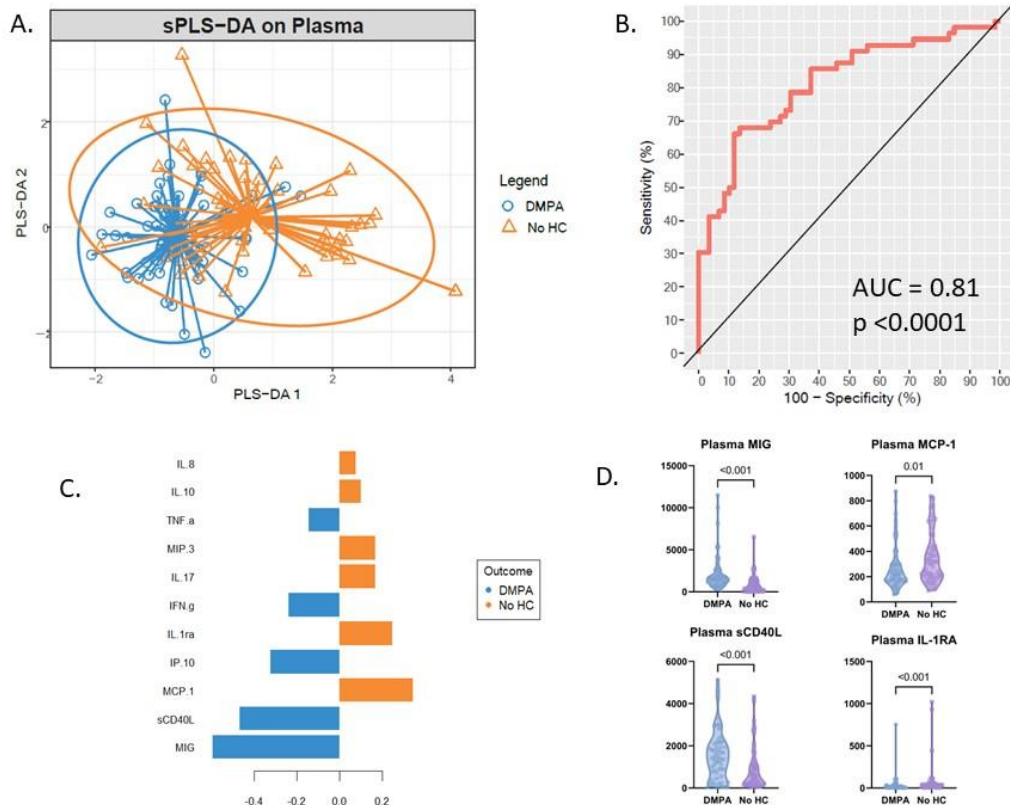 A.
sPLS−DA on Plasma
PLS−DA 2
2
0
−2
−2
0
2
4
PLS−DA 1
Legend
DMPA
No HC
B.
Sensitivity (%)
100
90
80
70
60
50
40
30
20
10
0
0 10 20 30 40 50 60 70 80 90 100
100 − Specificity (%)
AUC = 0.81
p <0.0001
C.
IL.8
IL.10
TNF.a
MIP.3
IL.17
IFN.g
IL.1ra
IP.10
MCP.1
sCD40L
MIG
-0.4 -0.2 0.0 0.2
Outcome
DMPA
No HC
D.
Plasma MIG
<0.001
15000
10000
5000
0
DMPA No HC
Plasma MCP-1
0.01
1000
800
600
400
200
0
DMPA No HC
Plasma sCD40L
<0.001
6000
4000
2000
0
DMPA No HC
Plasma IL-1RA
<0.001
1500
1000
500
0
DMPA No HC